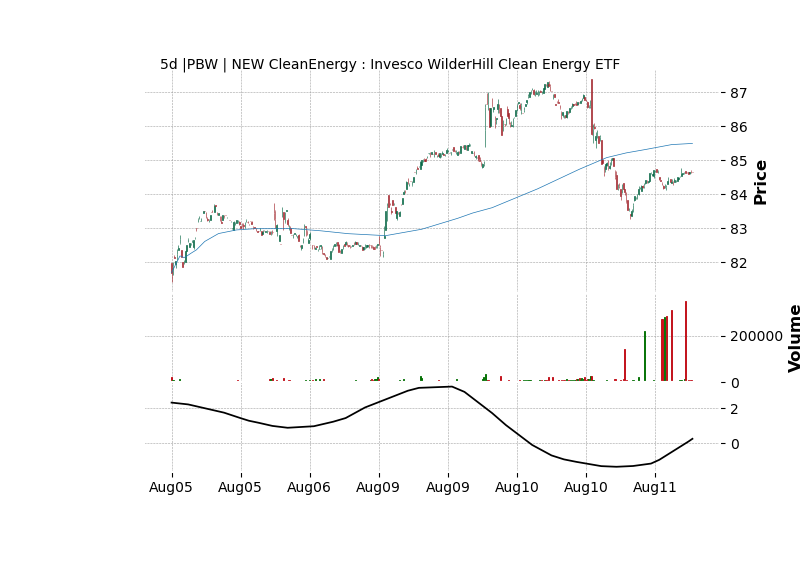 5d |PBW | NEW CleanEnergy : Invesco WilderHill Clean Energy ETF
87
86
85
84
83
82
Price
200000
0
Volume
2
0
Aug05 Aug05 Aug06 Aug09 Aug09 Aug10 Aug10 Aug11